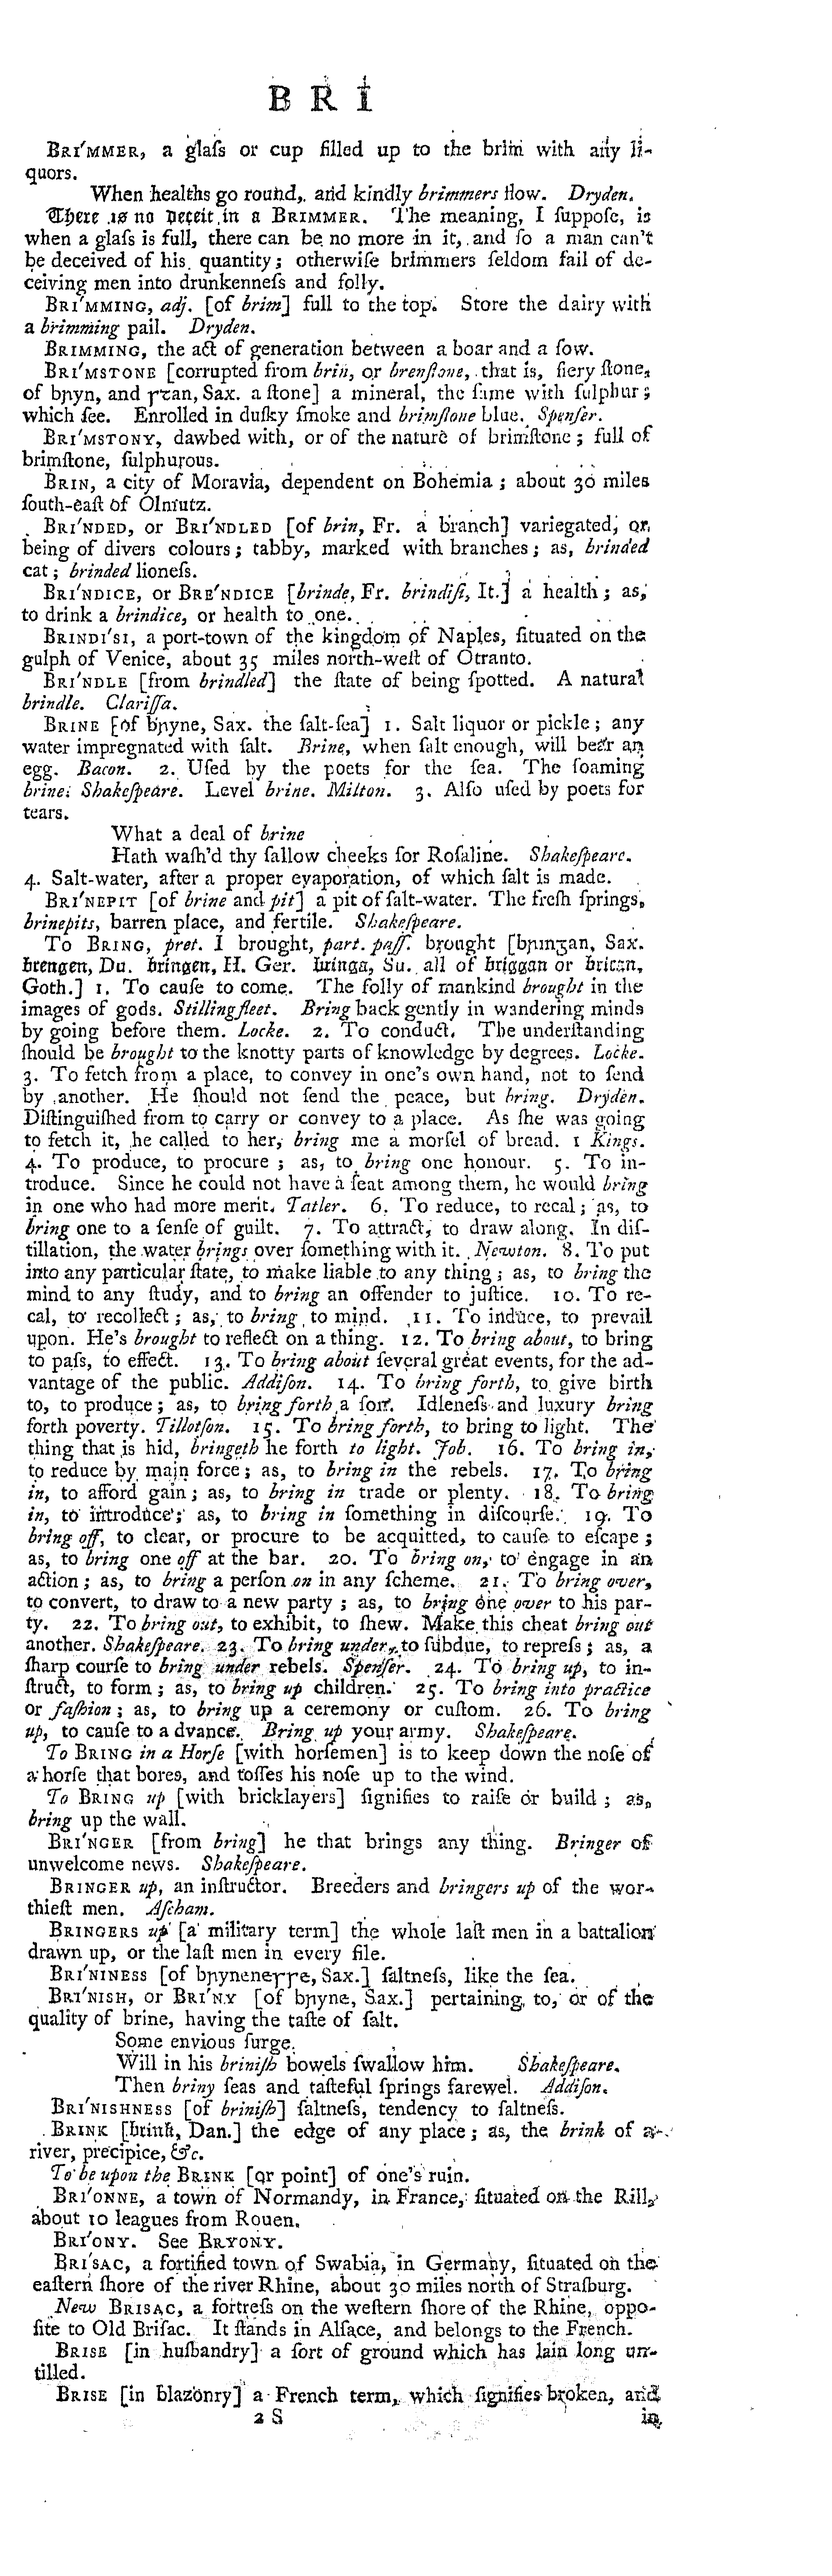 B R I
BRI′MMER, a glaſs or cup filled up to the brim with any li-
quors.
When healths go round, and kindly brimmers flow. Dryden.
There is no Deceit in a BRIMMER. The meaning, I ſuppoſe, is
when a glaſs is full, there can be no more in it, and ſo a man can't
be deceived of his quantity; otherwiſe brimmers ſeldom fail of de-
ceiving men into drunkenneſs and folly.
BRI′MMING, adj. [of brim] full to the top. Store the dairy with
a brimming pail. Dryden.
BRIMMING, the act of generation between a boar and a ſow.
BRI′MSTONE [corrupted from brin, or brenſtone, that is, fiery ſtone,
of bꞃyn, and ꞅꞇan, Sax. a ſtone] a mineral, the ſame with ſulphur;
which ſee. Enrolled in duſky ſmoke and brimſtone blue. Spenſer.
BRI′MSTONY, dawbed with, or of the nature of brimſtone; full of
brimſtone, ſulphurous.
BRIN, a city of Moravia, dependent on Bohemia; about 30 miles
ſouth-eaſt of Olmutz.
BRI′NDED, or BRI′NDLED [of brin, Fr. a branch] variegated, or
being of divers colours; tabby, marked with branches; as, brinded
cat; brinded lioneſs.
BRI′NDICE, or BRE′NDICE [brinde, Fr. brindiſi, It.] a health; as,
to drink a brindice, or health to one.
BRINDI′SI, a port-town of the kingdom of Naples, ſituated on the
gulph of Venice, about 35 miles north-weſt of Otranto.
BRI′NDLE [from brindled] the ſtate of being ſpotted. A natural
brindle. Clariſſa.
BRINE [of bꞃyne, Sax. the ſalt-ſea] 1. Salt liquor or pickle; any
water impregnated with ſalt. Brine, when ſalt enough, will bear an
egg. Bacon. 2. Uſed by the poets for the ſea. The foaming
brine. Shakeſpeare. Level brine. Milton. 3. Alſo uſed by poets for
tears.
What a deal of brine
Hath waſh'd thy ſallow cheeks for Roſaline. Shakeſpeare.
4. Salt-water, after a proper evaporation, of which ſalt is made.
BRI′NEPIT [of brine and pit] a pit of ſalt-water. The freſh ſprings,
brinepits, barren place, and fertile. Shakeſpeare.
To BRING, pret. I brought, part. paſſ. brought [bꞃinᵹan, Sax.
brengen, Du. bringen, H. Ger. bringa, Su. all of briggan or brican,
Goth.] 1. To cauſe to come. The folly of mankind brought in the
images of gods. Stillingfleet. Bring back gently in wandering minds
by going before them. Locke. 2. To conduct. The underſtanding
ſhould be brought to the knotty parts of knowledge by degrees. Locke.
3. To fetch from a place, to convey in one's own hand, not to ſend
by another. He ſhould not ſend the peace, but bring. Dryden.
Diſtinguiſhed from to carry or convey to a place. As ſhe was going
to fetch it, he called to her, bring me a morſel of bread. 1 Kings.
4. To produce, to procure; as, to bring one honour. 5. To in-
troduce. Since he could not have a ſeat among them, he would bring
in one who had more merit. Tatler. 6. To reduce, to recal; as, to
bring one to a ſenſe of guilt. 7. To attract, to draw along. In diſ-
tillation, the water brings over ſomething with it. Newton. 8. To put
into any particular ſtate, to make liable to any thing; as, to bring the
mind to any ſtudy, and to bring an offender to juſtice. 10. To re-
cal, to recollect; as, to bring to mind. 11. To induce, to prevail
upon. He's brought to reflect on a thing. 12. To bring about, to bring
to paſs, to effect. 13. To bring about ſeveral great events, for the ad-
vantage of the public. Addiſon. 14. To bring forth, to give birth
to, to produce; as, to bring forth a ſon. Idleneſs and luxury bring
forth poverty. Tillotſon. 15. To bring forth, to bring to light. The
thing that is hid, bringeth he forth to light. Job. 16. To bring in,
to reduce by main force; as, to bring in the rebels. 17. To bring
in, to afford gain; as, to bring in trade or plenty. 18. To bring
in, to introduce; as, to bring in ſomething in diſcourſe. 19. To
bring off, to clear, or procure to be acquitted, to cauſe to eſcape;
as, to bring one off at the bar. 20. To bring on, to engage in an
action; as, to bring a perſon on in any ſcheme. 21. To bring over,
to convert, to draw to a new party; as, to bring one over to his par-
ty. 22. To bring out, to exhibit, to ſhew. Make this cheat bring out
another. Shakeſpeare. 23. To bring under, to ſubdue, to repreſs; as, a
ſharp courſe to bring under rebels. Spenſer. 24. To bring up, to in-
ſtruct, to form; as, to bring up children. 25. To bring into practice
or faſhion; as, to bring up a ceremony or cuſtom. 26. To bring
up, to cauſe to a dvance. Bring up your army. Shakeſpeare.
To BRING in a Horſe [with horſemen] is to keep down the noſe of
a horſe that bores, and toſſes his noſe up to the wind.
To BRING up [with bricklayers] ſignifies to raiſe or build; as,
bring up the wall.
BRI′NGER [from bring] he that brings any thing. Bringer of
unwelcome news. Shakeſpeare.
BRINGER up, an inſtructor. Breeders and bringers up of the wor-
thieſt men. Aſcham.
BRINGERS up [a military term] the whole laſt men in a battalion
drawn up, or the laſt men in every file.
BRI′NINESS [of bꞃyneneꞅꞅe, Sax.] ſaltneſs, like the ſea.
BRI′NISH, or BRI′NY [of bꞃyne, Sax.] pertaining to, or of the
quality of brine, having the taſte of ſalt.
Some envious ſurge
Will in his briniſh bowels ſwallow him. Shakeſpeare.
Then briny ſeas and taſteful ſprings farewel. Addiſon.
BRI′NISHNESS [of briniſh] ſaltneſs, tendency to ſaltneſs.
BRINK [brink, Dan.] the edge of any place; as, the brink of a
river, precipice, &c.
To be upon the BRINK [or point] of one's ruin.
BRI′ONNE, a town of Normandy, in France, ſituated on the Rill,
about 10 leagues from Rouen.
BRI′ONY. See BRYONY.
BRI′SAC, a fortified town of Swabia, in Germany, ſituated on the
eaſtern ſhore of the river Rhine, about 30 miles north of Straſburg.
New BRISAC, a fortreſs on the weſtern ſhore of the Rhine, oppo-
ſite to Old Briſac. It ſtands in Alſace, and belongs to the French.
BRISE [in huſbandry] a ſort of ground which has lain long un-
tilled.
BRISE [in blazonry] a French term, which ſignifies broken, and
2 S in